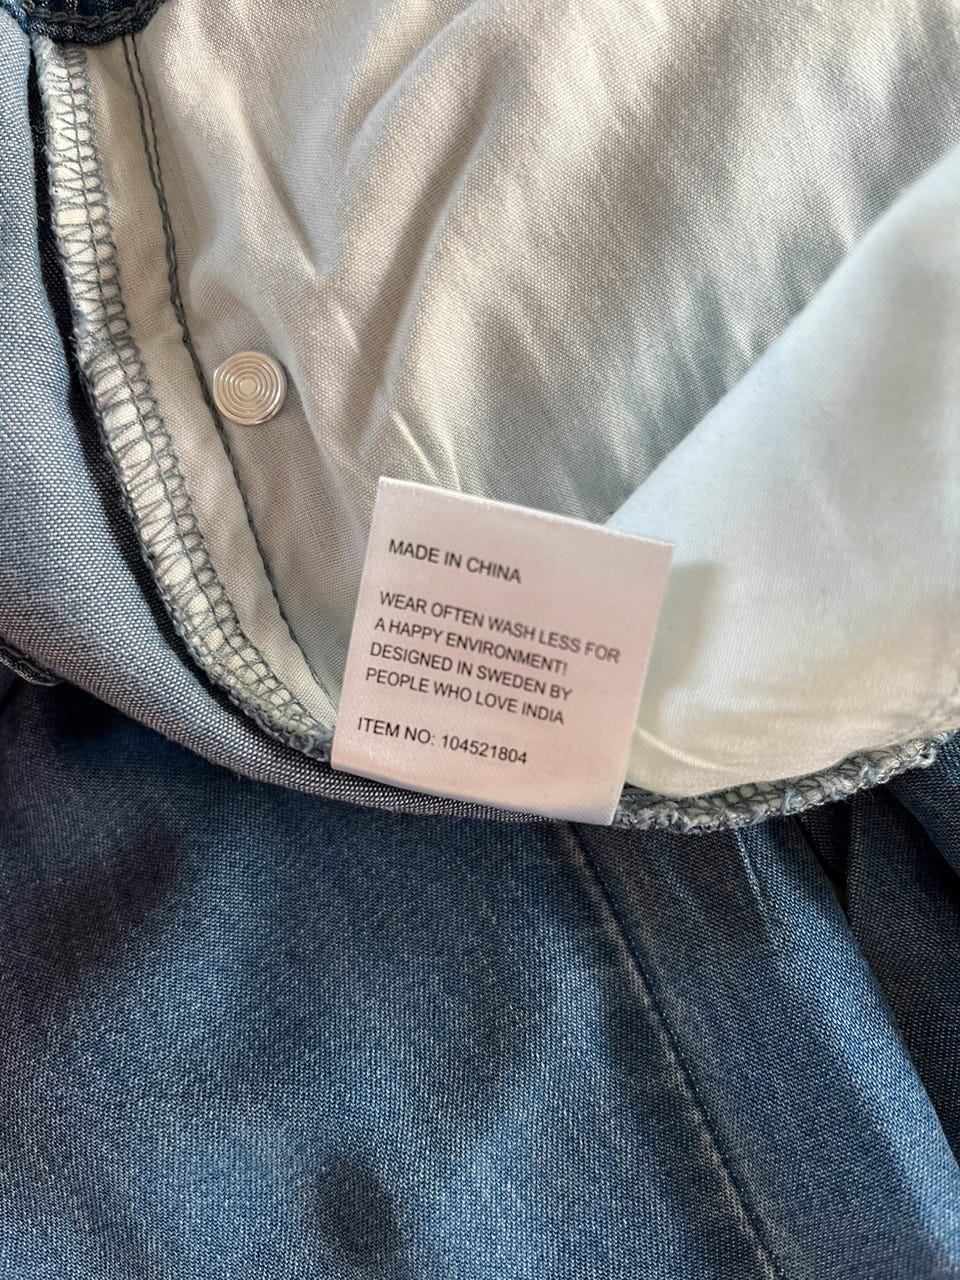 MADE IN CHINA
WEAR OFTEN WASH LESS FOR
A HAPPY ENVIRONMENT!
DESIGNED IN SWEDEN BY
PEOPLE WHO LOVE INDIA
ITEM NO: 104521804